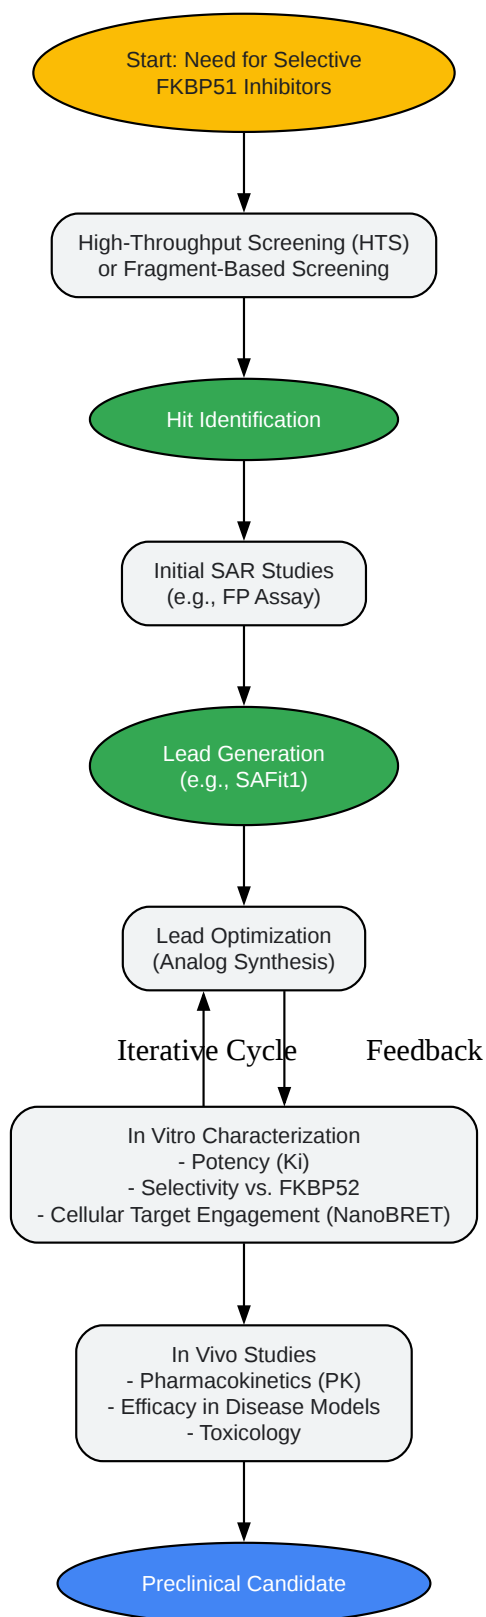 Start: Need for Selective
FKBP51 Inhibitors
High-Throughput Screening (HTS)
or Fragment-Based Screening
Hit Identification
Initial SAR Studies
(e.g., FP Assay)
Lead Generation
(e.g., SAFit1)
Lead Optimization
(Analog Synthesis)
Iterative Cycle
Feedback
In Vitro Characterization
- Potency (Ki)
- Selectivity vs. FKBP52
- Cellular Target Engagement (NanoBRET)
In Vivo Studies
- Pharmacokinetics (PK)
- Efficacy in Disease Models
- Toxicology
Preclinical Candidate